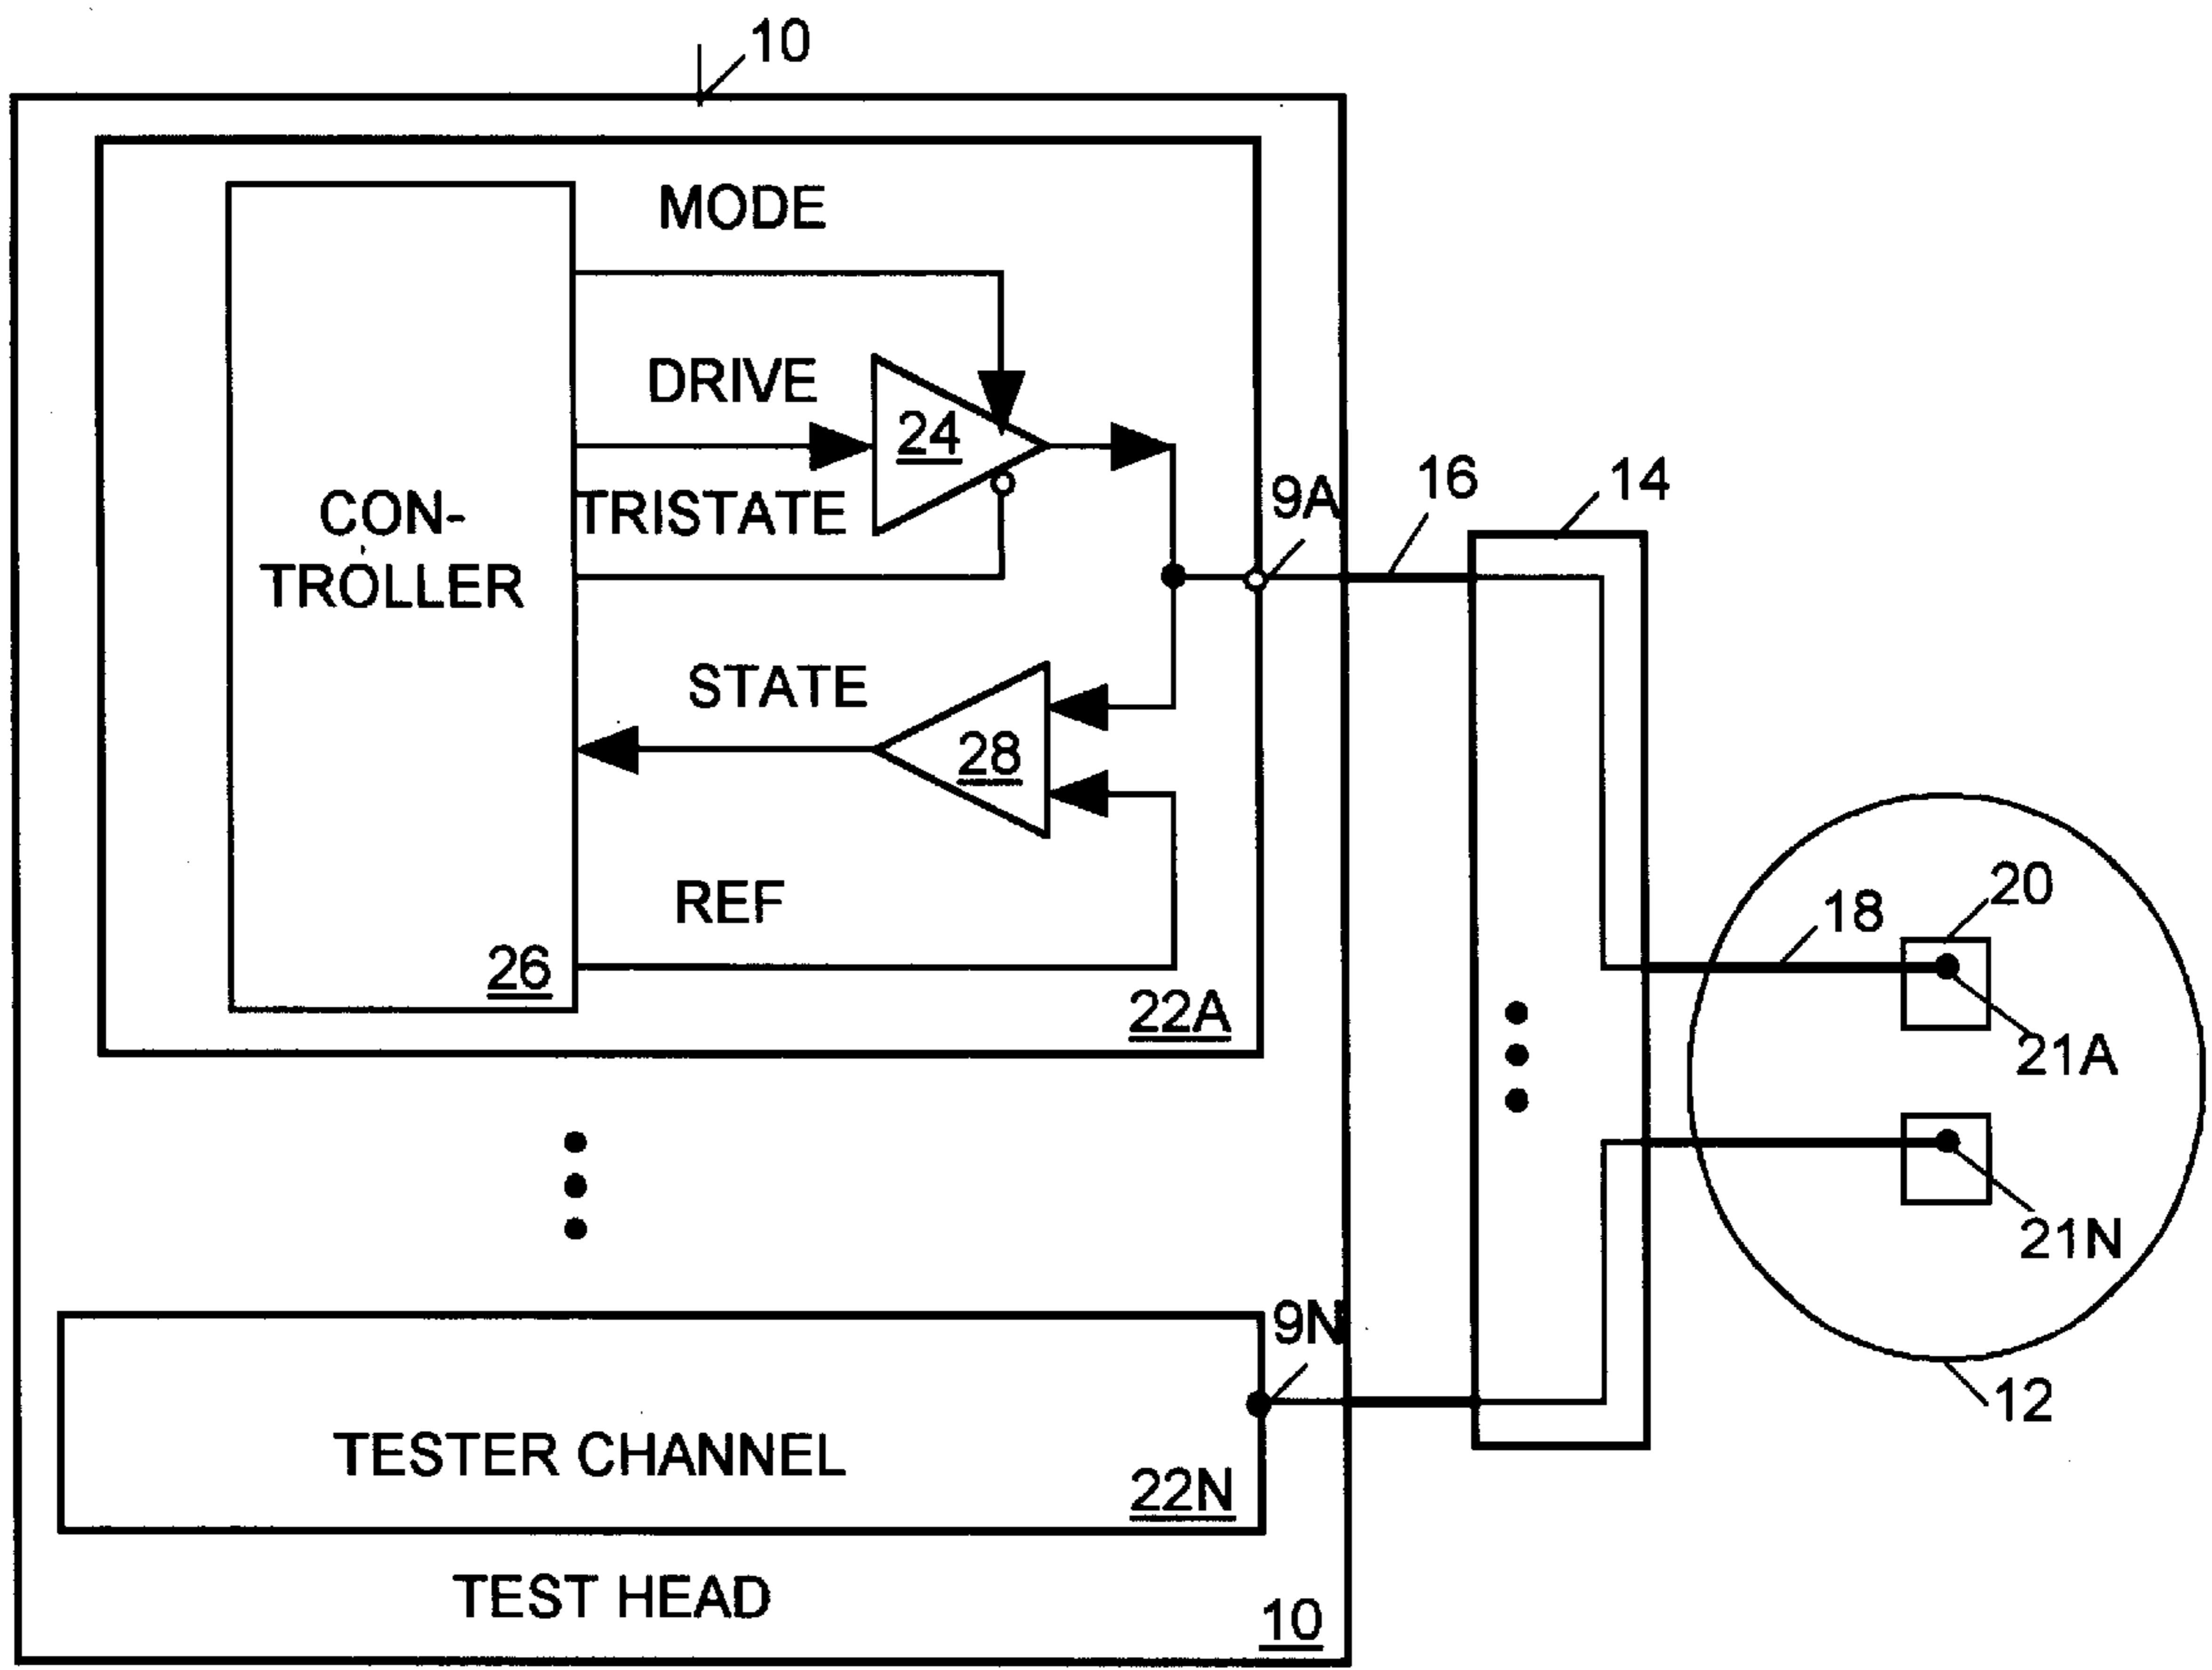 10
MODE
DRIVE
24
TRISTATE
CON-
TROLLER
9A
16
14
STATE
28
REF
26
22A
18
20
21A
21N
12
9N
TESTER CHANNEL
22N
TEST HEAD
10